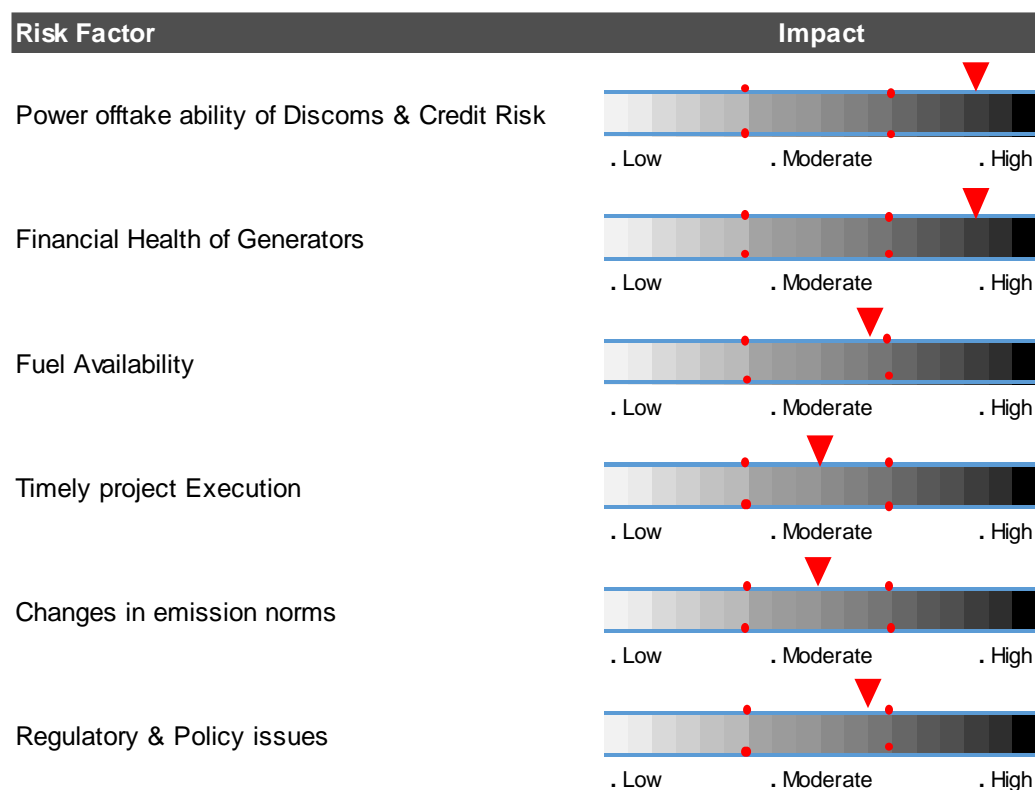 Risk Factor Impact
Power offtake ability of Discoms & Credit Risk
. Low . Moderate . High
Financial Health of Generators
. Low . Moderate . High
Fuel Availability
. Low . Moderate . High
Timely project Execution
. Low . Moderate . High
Changes in emission norms
. Low . Moderate . High
Regulatory & Policy issues
. Low . Moderate . High